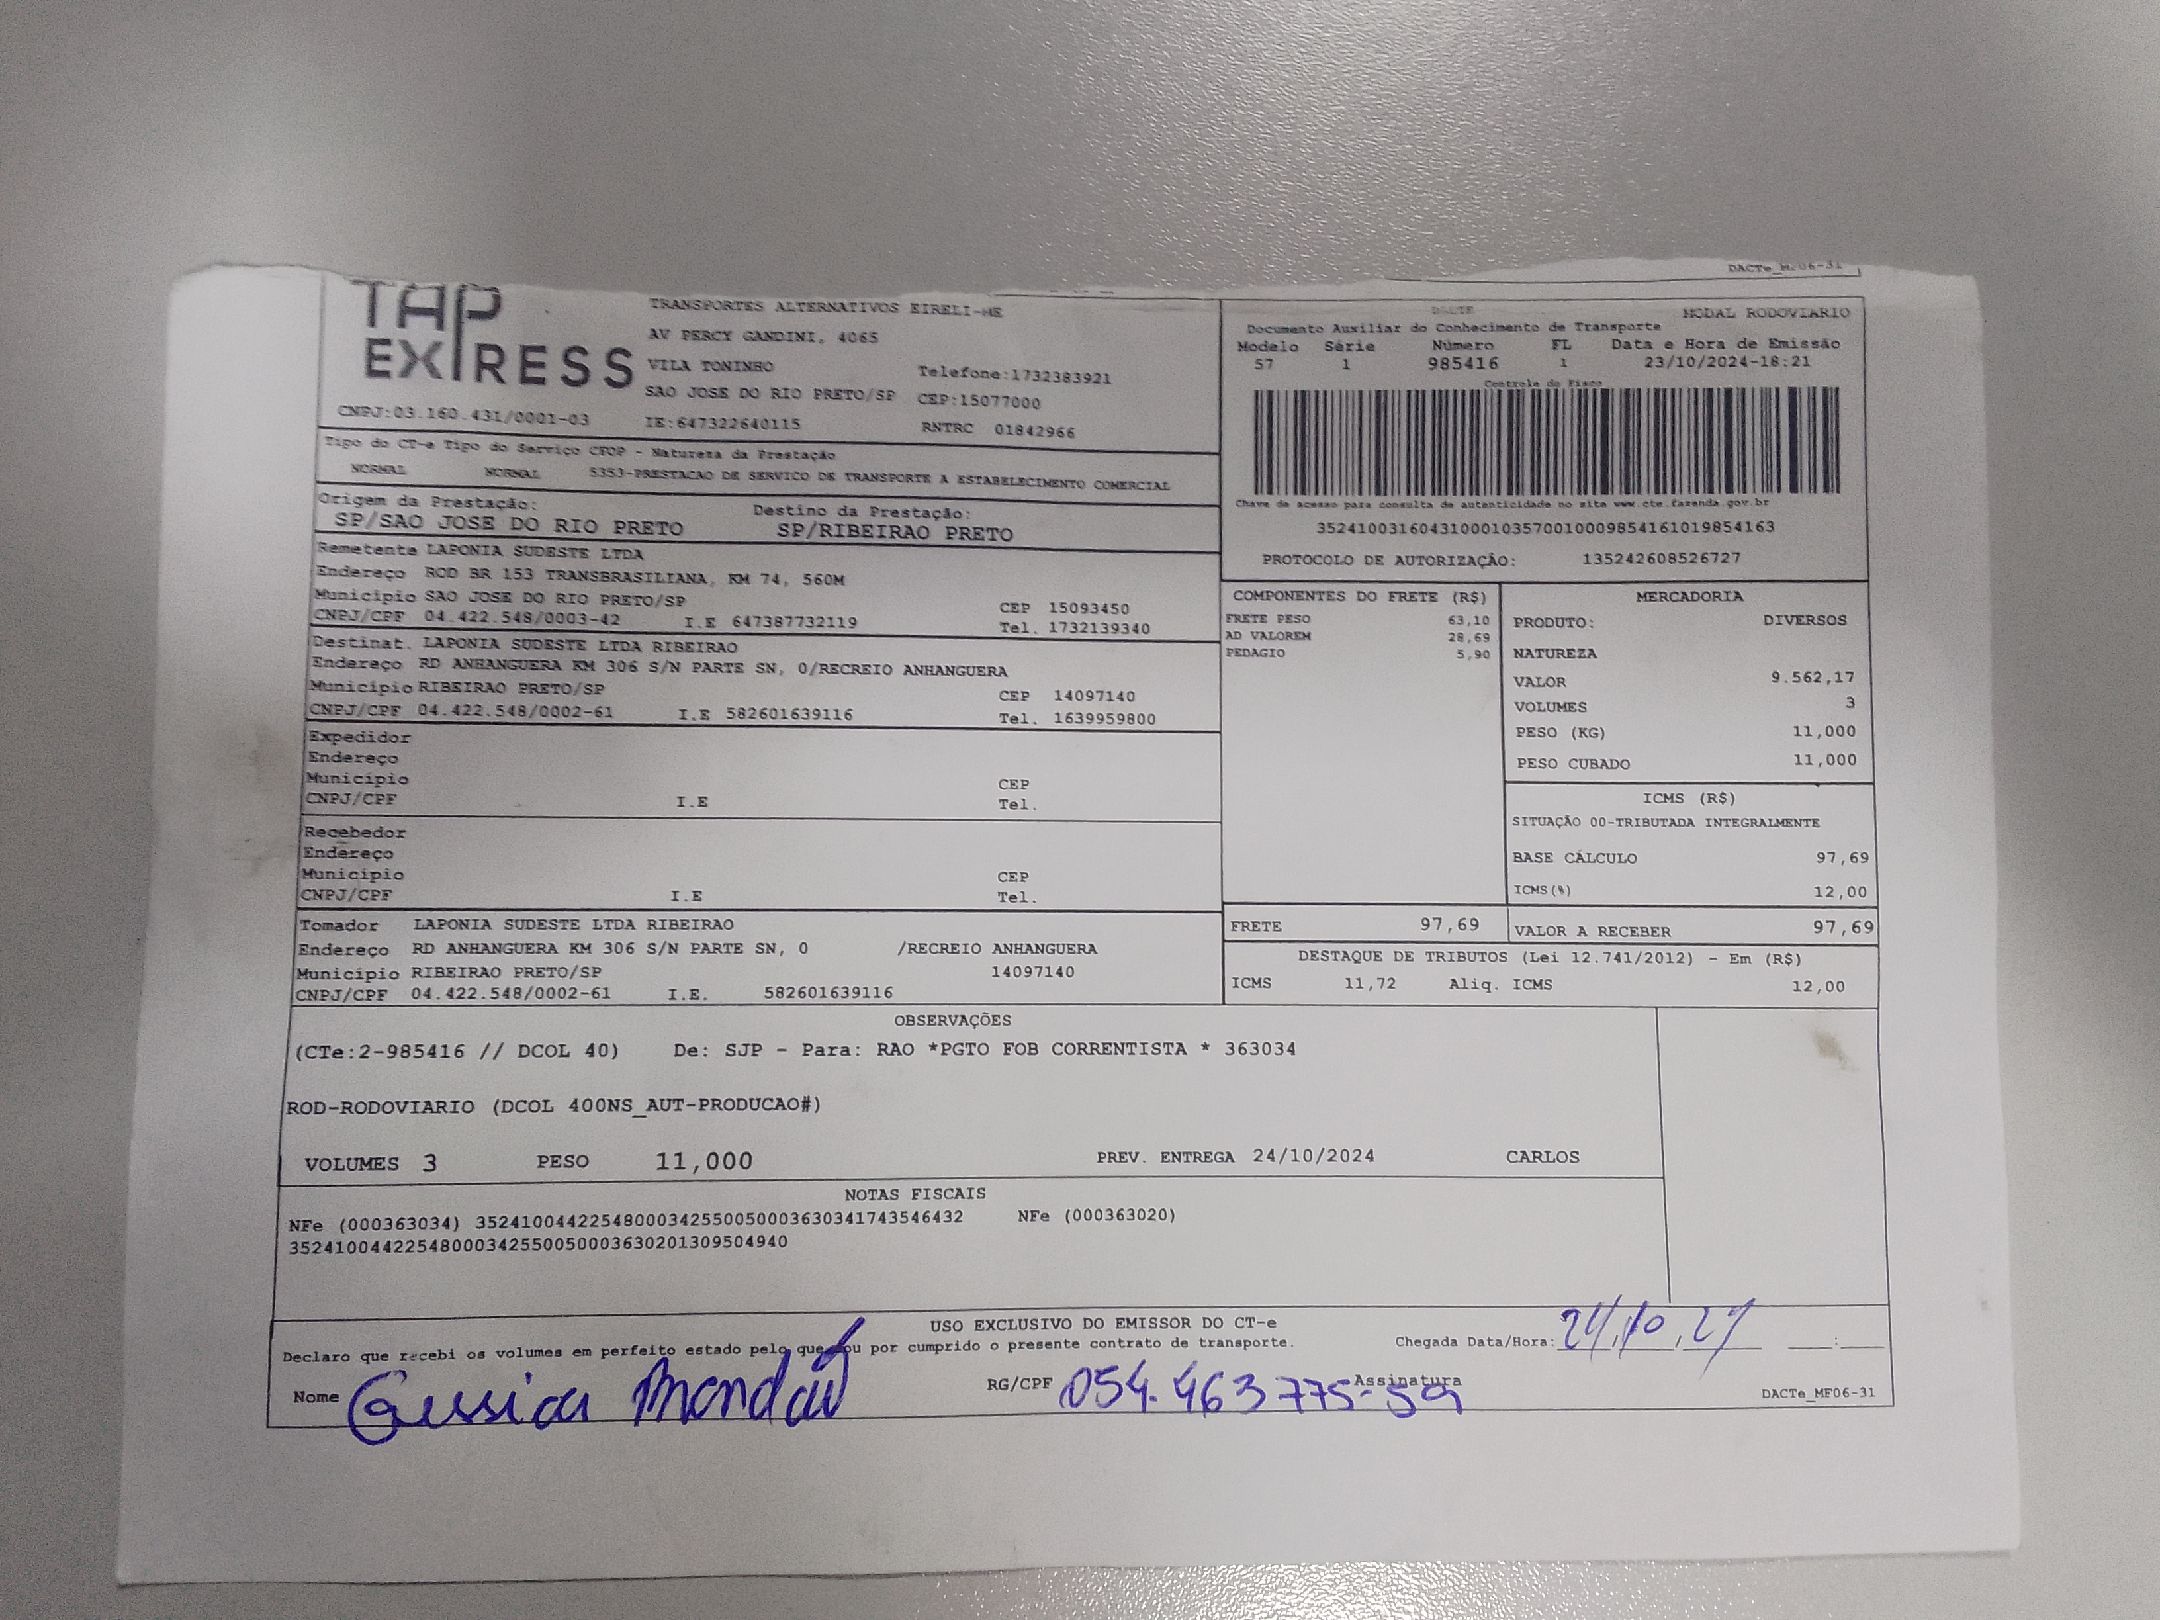 DACTe_MF06-31
TAP EXPRESS
TRANSPORTES ALTERNATIVOS EIRELI-ME
AV PERCY GANDINI, 4065
VILA TONINHO Telefone:1732383921
SAO JOSE DO RIO PRETO/SP CEP:15077000
CNPJ:03.160.431/0001-03 IE:647322640115 RNTRC 01842966
DACTE MODAL RODOVIARIO
Documento Auxiliar do Conhecimento de Transporte
Modelo Série Número FL Data e Hora de Emissão
57 1 985416 1 23/10/2024-18:21
Controle do Fisco
Chave de acesso para consulta de autenticidade no site www.cte.fazenda.gov.br
35241003160431000103570010009854161019854163
PROTOCOLO DE AUTORIZAÇÃO: 135242608526727
Tipo do CT-e Tipo do Serviço CFOP - Natureza da Prestação
NORMAL NORMAL 5353-PRESTACAO DE SERVICO DE TRANSPORTE A ESTABELECIMENTO COMERCIAL
Origem da Prestação: Destino da Prestação:
SP/SAO JOSE DO RIO PRETO SP/RIBEIRAO PRETO
Remetente LAPONIA SUDESTE LTDA
Endereço ROD BR 153 TRANSBRASILIANA, KM 74, 560M
Município SAO JOSE DO RIO PRETO/SP CEP 15093450
CNPJ/CPF 04.422.548/0003-42 I.E 647387732119 Tel. 1732139340
Destinat. LAPONIA SUDESTE LTDA RIBEIRAO
Endereço RD ANHANGUERA KM 306 S/N PARTE SN, 0/RECREIO ANHANGUERA
Município RIBEIRAO PRETO/SP CEP 14097140
CNPJ/CPF 04.422.548/0002-61 I.E 582601639116 Tel. 1639959800
Expedidor
Endereço
Município CEP
CNPJ/CPF I.E Tel.
Recebedor
Endereço
Município CEP
CNPJ/CPF I.E Tel.
Tomador LAPONIA SUDESTE LTDA RIBEIRAO
Endereço RD ANHANGUERA KM 306 S/N PARTE SN, 0 /RECREIO ANHANGUERA
Município RIBEIRAO PRETO/SP 14097140
CNPJ/CPF 04.422.548/0002-61 I.E. 582601639116
COMPONENTES DO FRETE (R$)
FRETE PESO 63,10
AD VALOREM 28,69
PEDAGIO 5,90
MERCADORIA
PRODUTO: DIVERSOS
NATUREZA
VALOR 9.562,17
VOLUMES 3
PESO (KG) 11,000
PESO CUBADO 11,000
ICMS (R$)
SITUAÇÃO 00-TRIBUTADA INTEGRALMENTE
BASE CÁLCULO 97,69
ICMS(%) 12,00
FRETE 97,69 VALOR A RECEBER 97,69
DESTAQUE DE TRIBUTOS (Lei 12.741/2012) - Em (R$)
ICMS 11,72 Aliq. ICMS 12,00
OBSERVAÇÕES
(CTe:2-985416 // DCOL 40) De: SJP - Para: RAO *PGTO FOB CORRENTISTA * 363034
ROD-RODOVIARIO (DCOL 400NS_AUT-PRODUCAO#)
VOLUMES 3 PESO 11,000 PREV. ENTREGA 24/10/2024 CARLOS
NOTAS FISCAIS
NFe (000363034) 35241004422548000342550050003630341743546432 NFe (000363020)
35241004422548000342550050003630201309504940
USO EXCLUSIVO DO EMISSOR DO CT-e
Declaro que recebi os volumes em perfeito estado pelo que dou por cumprido o presente contrato de transporte. Chegada Data/Hora: 24/10/24 __:__
Nome Gessica RG/CPF 054.463775-59 Assinatura
DACTe_MF06-31